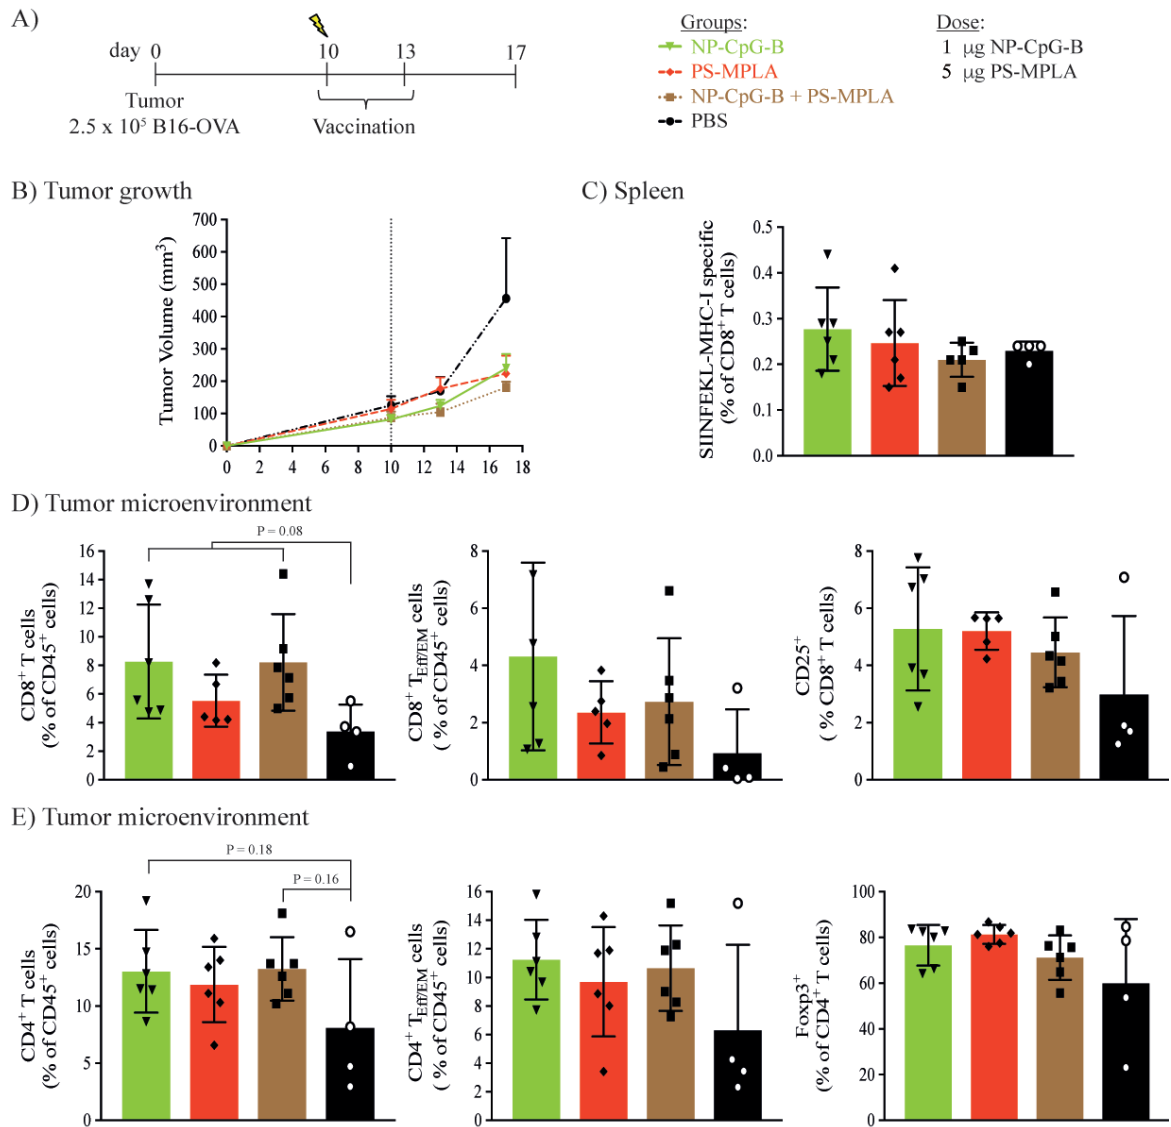 A)
day 0 10 13 17
Tumor
2.5 x 10⁵ B16-OVA
Vaccination
Groups:
NP-CpG-B
PS-MPLA
NP-CpG-B + PS-MPLA
PBS
Dose:
1 μg NP-CpG-B
5 μg PS-MPLA
B) Tumor growth
Tumor Volume (mm³)
700
600
500
400
300
200
100
0
0 2 4 6 8 10 12 14 16 18
C) Spleen
SIINFEKL-MHC-I specific
(% of CD8⁺ T cells)
0.5
0.4
0.3
0.2
0.1
0.0
D) Tumor microenvironment
P = 0.08
CD8⁺ T cells
(% of CD45⁺ cells)
16
14
12
10
8
6
4
2
0
CD8⁺ T_Eff/EM cells
( % of CD45⁺ cells)
8
6
4
2
0
CD25⁺
( % CD8⁺ T cells)
8
6
4
2
0
E) Tumor microenvironment
P = 0.18
P = 0.16
CD4⁺ T cells
(% of CD45⁺ cells)
20
15
10
5
0
CD4⁺ T_Eff/EM cells
(% of CD45⁺ cells)
16
14
12
10
8
6
4
2
0
Foxp3⁺
(% of CD4⁺ T cells)
100
80
60
40
20
0